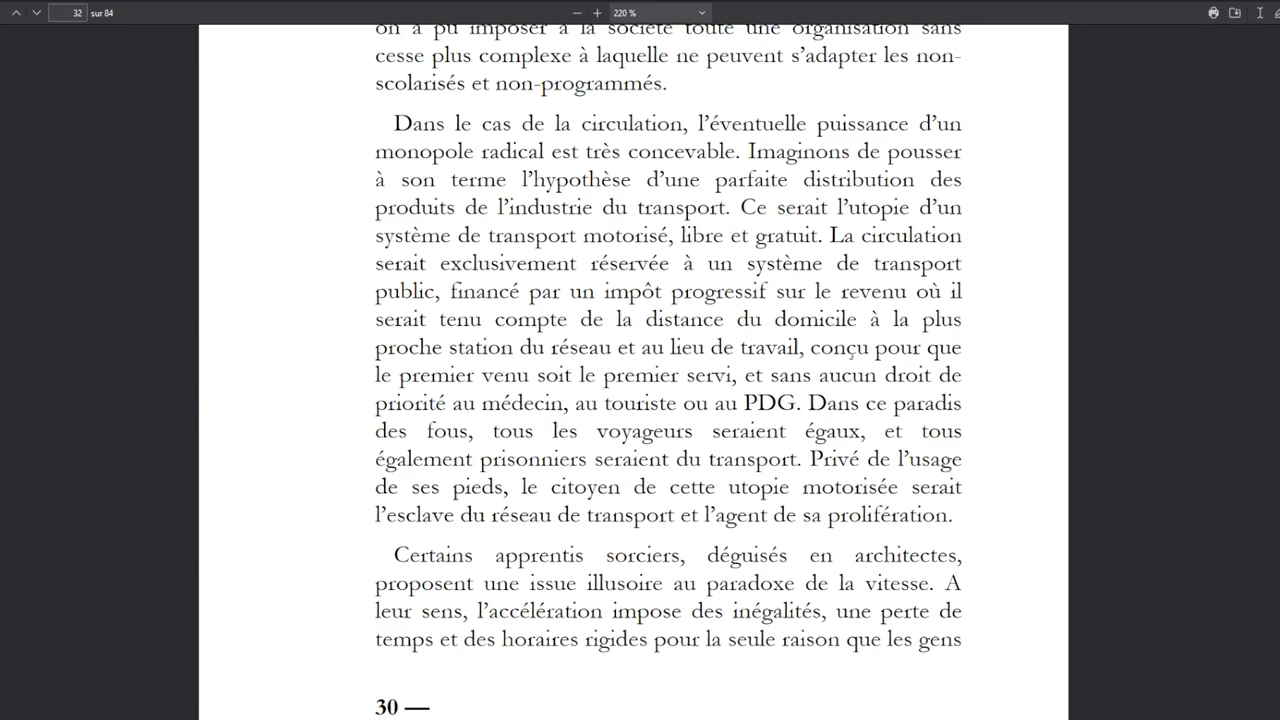 32 sur 84
220 %
on a pu imposer à la société toute une organisation sans
cesse plus complexe à laquelle ne peuvent s’adapter les non-
scolarisés et non-programmés.
Dans le cas de la circulation, l’éventuelle puissance d’un
monopole radical est très concevable. Imaginons de pousser
à son terme l’hypothèse d’une parfaite distribution des
produits de l’industrie du transport. Ce serait l’utopie d’un
système de transport motorisé, libre et gratuit. La circulation
serait exclusivement réservée à un système de transport
public, financé par un impôt progressif sur le revenu où il
serait tenu compte de la distance du domicile à la plus
proche station du réseau et au lieu de travail, conçu pour que
le premier venu soit le premier servi, et sans aucun droit de
priorité au médecin, au touriste ou au PDG. Dans ce paradis
des fous, tous les voyageurs seraient égaux, et tous
également prisonniers seraient du transport. Privé de l’usage
de ses pieds, le citoyen de cette utopie motorisée serait
l’esclave du réseau de transport et l’agent de sa prolifération.
Certains apprentis sorciers, déguisés en architectes,
proposent une issue illusoire au paradoxe de la vitesse. A
leur sens, l’accélération impose des inégalités, une perte de
temps et des horaires rigides pour la seule raison que les gens
30 —